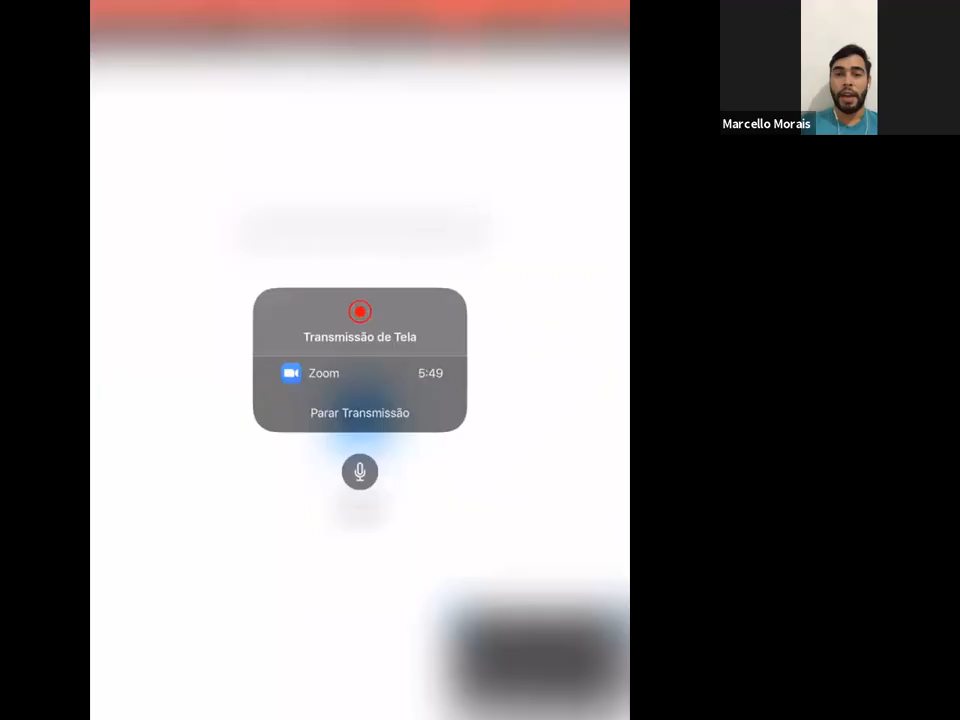 Marcello Morais
Transmissão de Tela
Zoom 5:49
Parar Transmissão